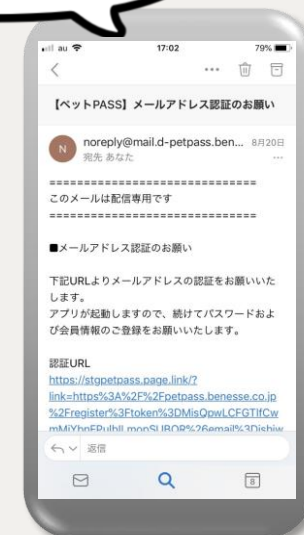 au
17:02
79%
【ペットPASS】メールアドレス認証のお願い
N
noreply@mail.d-petpass.ben... 8月20日
宛先 あなた
==============================
このメールは配信専用です
==============================
■メールアドレス認証のお願い
下記URLよりメールアドレスの認証をお願いいた
します。
アプリが起動しますので、続けてパスワードおよ
び会員情報のご登録をお願いいたします。
認証URL
https://stgpetpass.page.link/?
link=https%3A%2F%2Fpetpass.benesse.co.jp
%2Fregister%3Ftoken%3DMisQpwLCFGTlfCw
返信
8